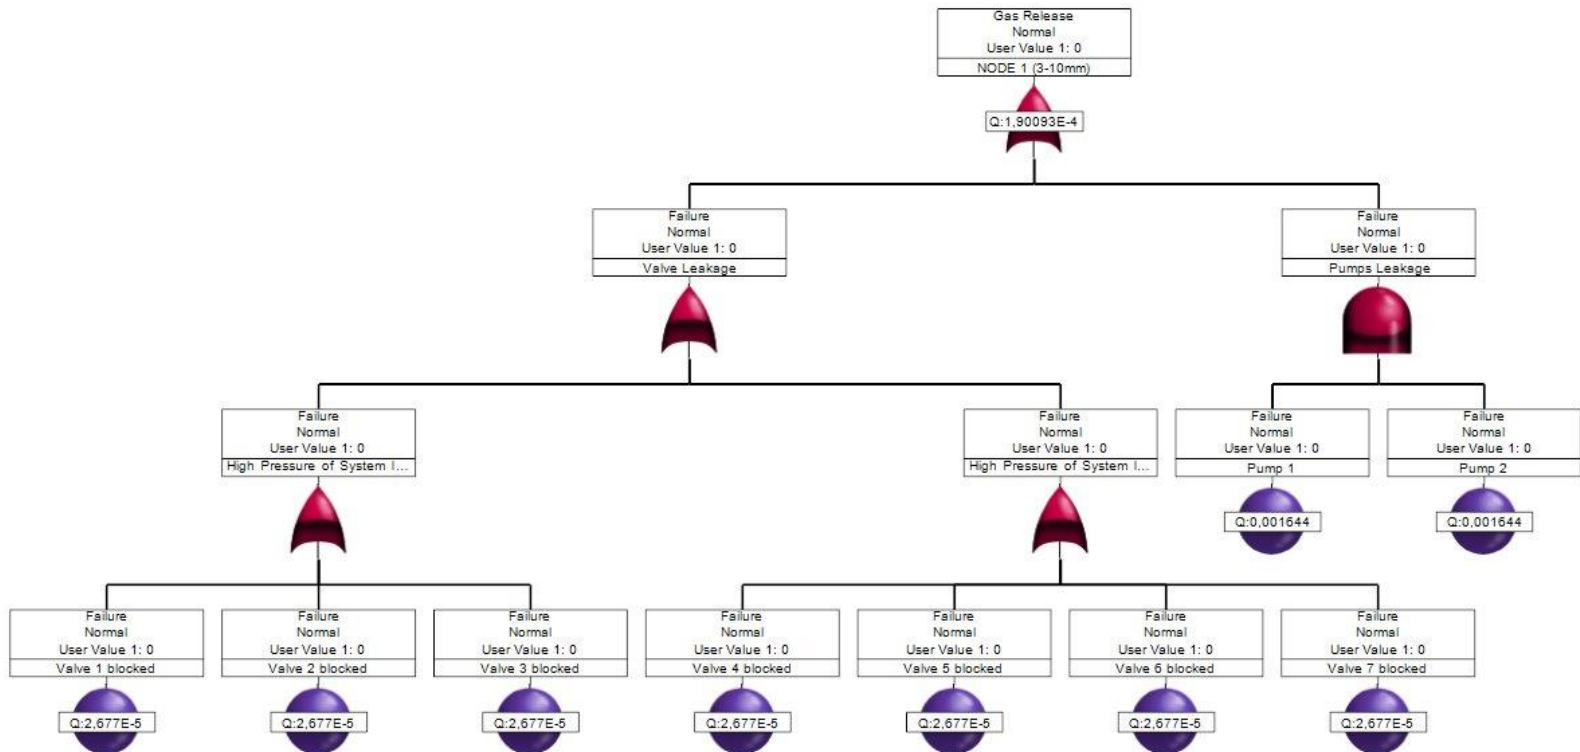 Gas Release
Normal
User Value 1: 0
NODE 1 (3-10mm)
Q:1,90093E-4
Failure
Normal
User Value 1: 0
Valve Leakage
Failure
Normal
User Value 1: 0
Pumps Leakage
Failure
Normal
User Value 1: 0
High Pressure of System I...
Failure
Normal
User Value 1: 0
High Pressure of System I...
Failure
Normal
User Value 1: 0
Pump 1
Q:0,001644
Failure
Normal
User Value 1: 0
Pump 2
Q:0,001644
Failure
Normal
User Value 1: 0
Valve 1 blocked
Q:2,677E-5
Failure
Normal
User Value 1: 0
Valve 2 blocked
Q:2,677E-5
Failure
Normal
User Value 1: 0
Valve 3 blocked
Q:2,677E-5
Failure
Normal
User Value 1: 0
Valve 4 blocked
Q:2,677E-5
Failure
Normal
User Value 1: 0
Valve 5 blocked
Q:2,677E-5
Failure
Normal
User Value 1: 0
Valve 6 blocked
Q:2,677E-5
Failure
Normal
User Value 1: 0
Valve 7 blocked
Q:2,677E-5